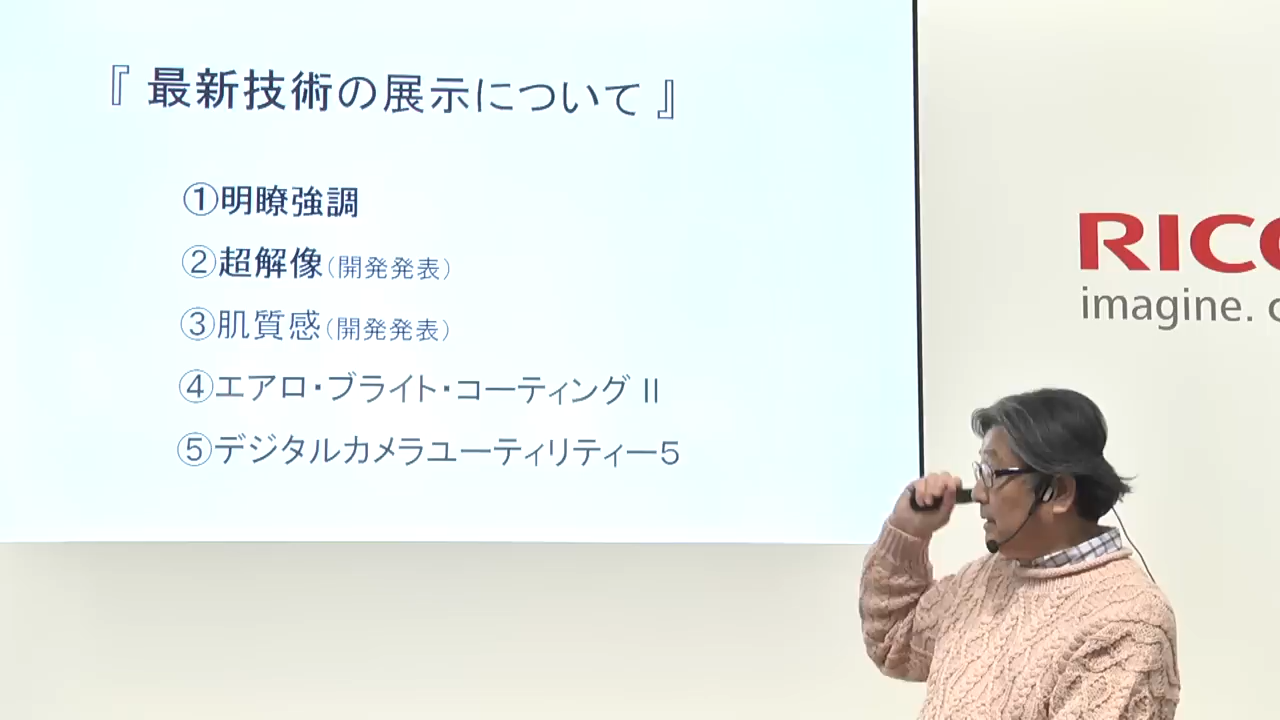 『 最新技術の展示について 』
①明瞭強調
②超解像(開発発表)
③肌質感(開発発表)
④エアロ・ブライト・コーティング II
⑤デジタルカメラユーティリティー5
RICO
imagine. c